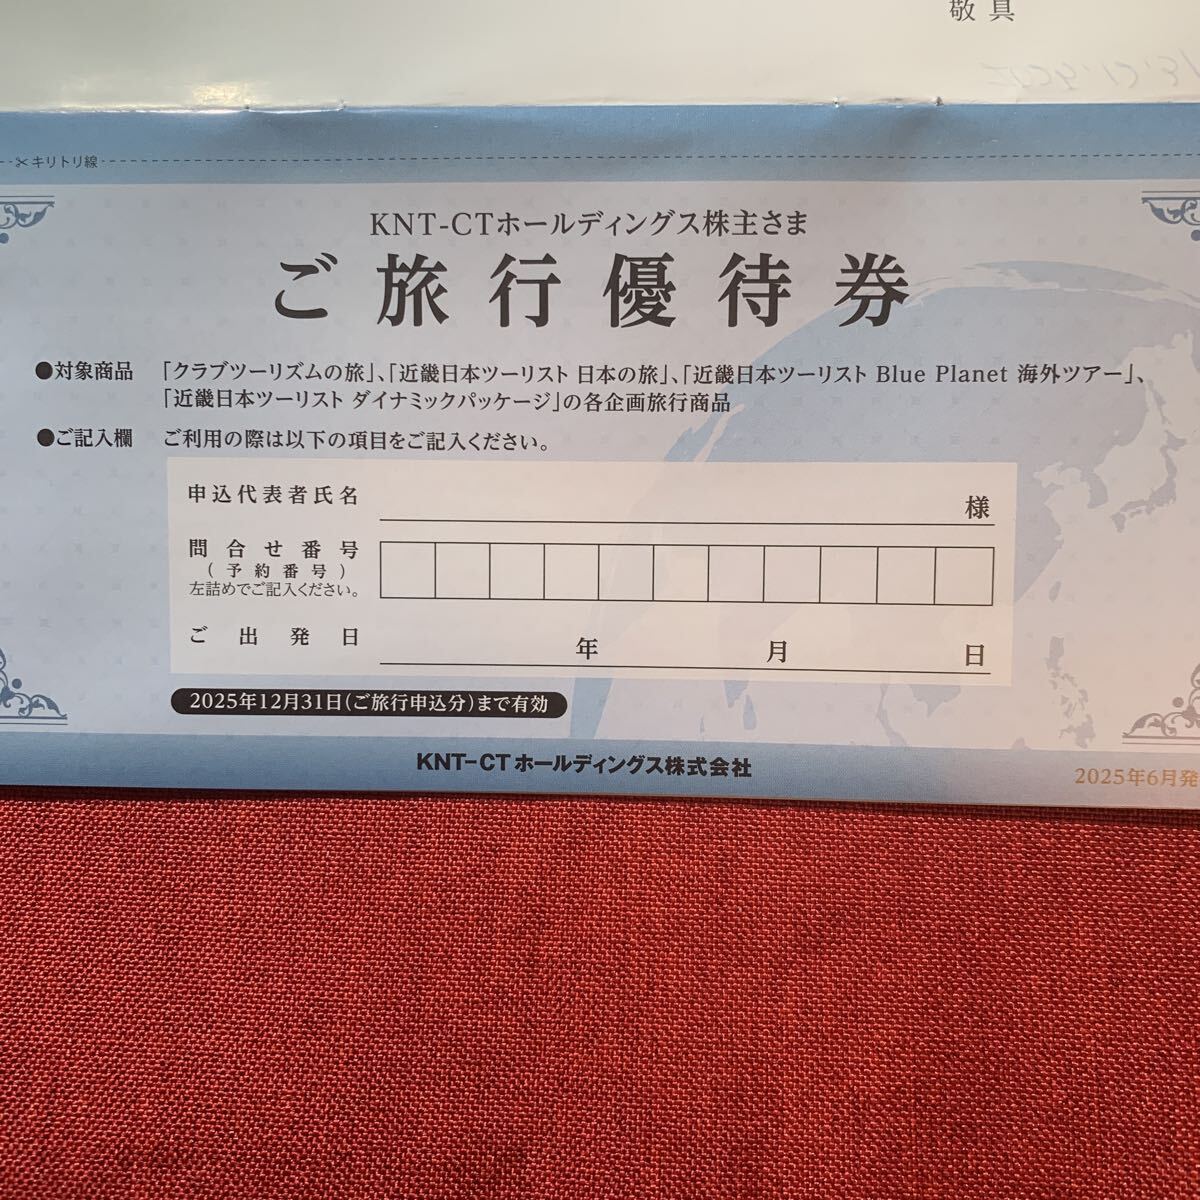 敬具
✂キリトリ線
KNT-CTホールディングス株主さま
ご旅行優待券
●対象商品 「クラブツーリズムの旅」、「近畿日本ツーリスト 日本の旅」、「近畿日本ツーリスト Blue Planet 海外ツアー」、
「近畿日本ツーリスト ダイナミックパッケージ」の各企画旅行商品
●ご記入欄 ご利用の際は以下の項目をご記入ください。
申込代表者氏名 様
問合せ番号
(予約番号)
左詰めでご記入ください。
ご出発日 年 月 日
2025年12月31日(ご旅行申込分)まで有効
KNT-CTホールディングス株式会社
2025年6月発